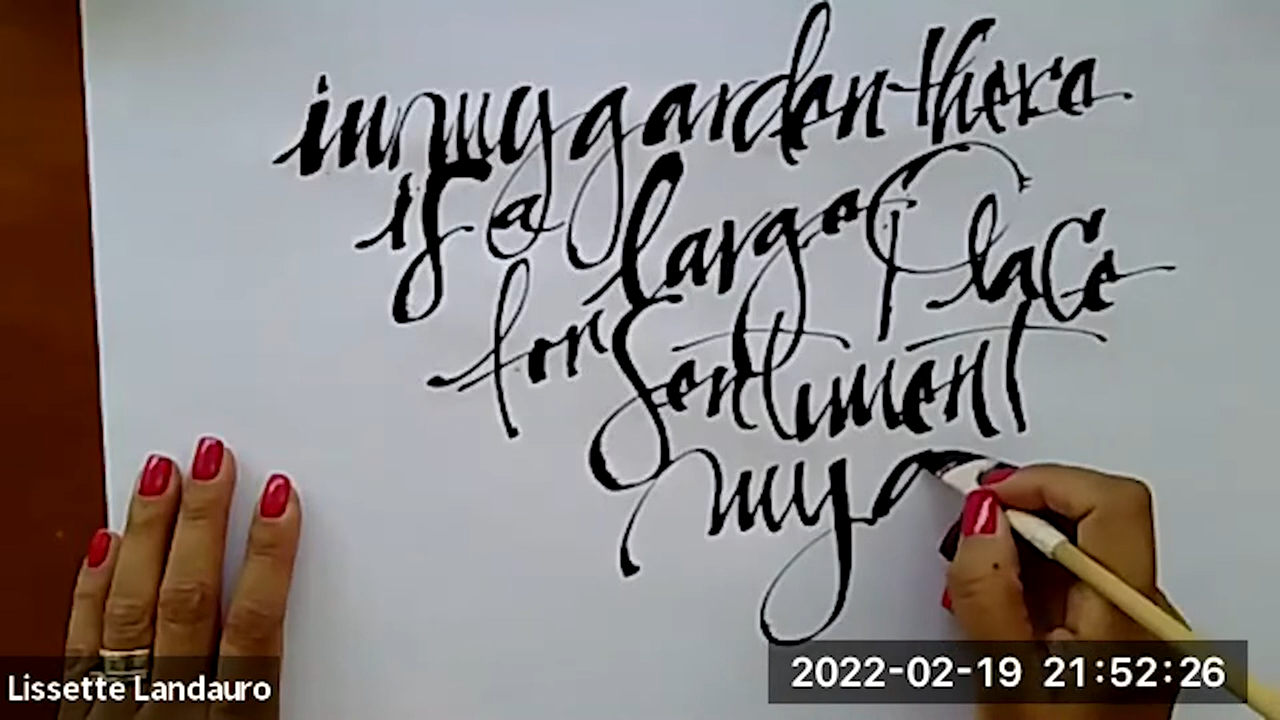 in my garden there
is a large Place
for Sentiment
my
Lissette Landauro
2022-02-19 21:52:26